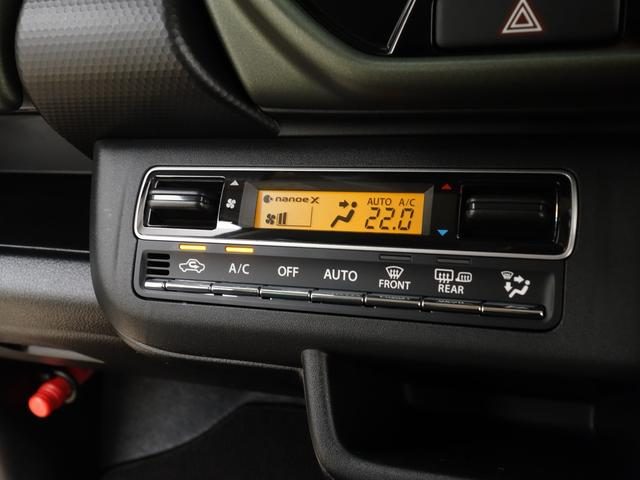 nanoe X
AUTO A/C
22.0
A/C OFF AUTO FRONT REAR